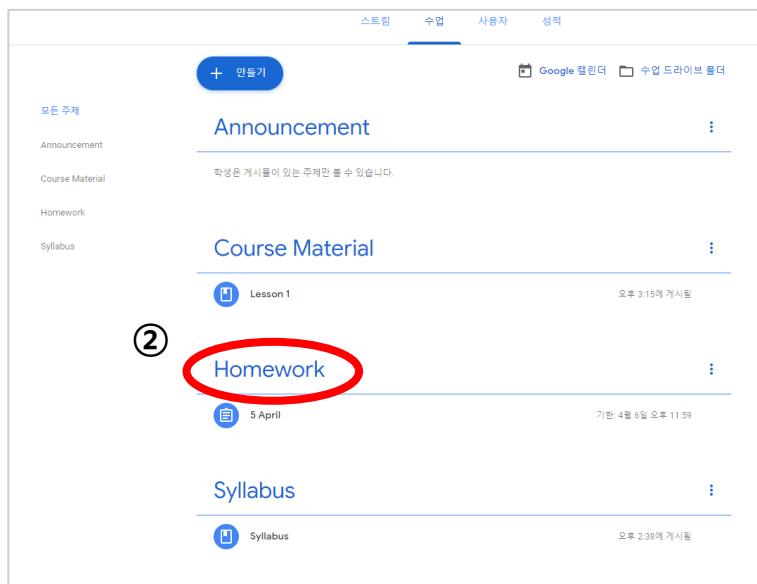 스트림 수업 사용자 성적
+ 만들기
Google 캘린더 수업 드라이브 폴더
모든 주제
Announcement
Course Material
Homework
Syllabus
Announcement
학생은 게시물이 있는 주제만 볼 수 있습니다.
Course Material
Lesson 1 오후 3:15에 게시됨
②
Homework
5 April 기한: 4월 6일 오후 11:59
Syllabus
Syllabus 오후 2:38에 게시됨